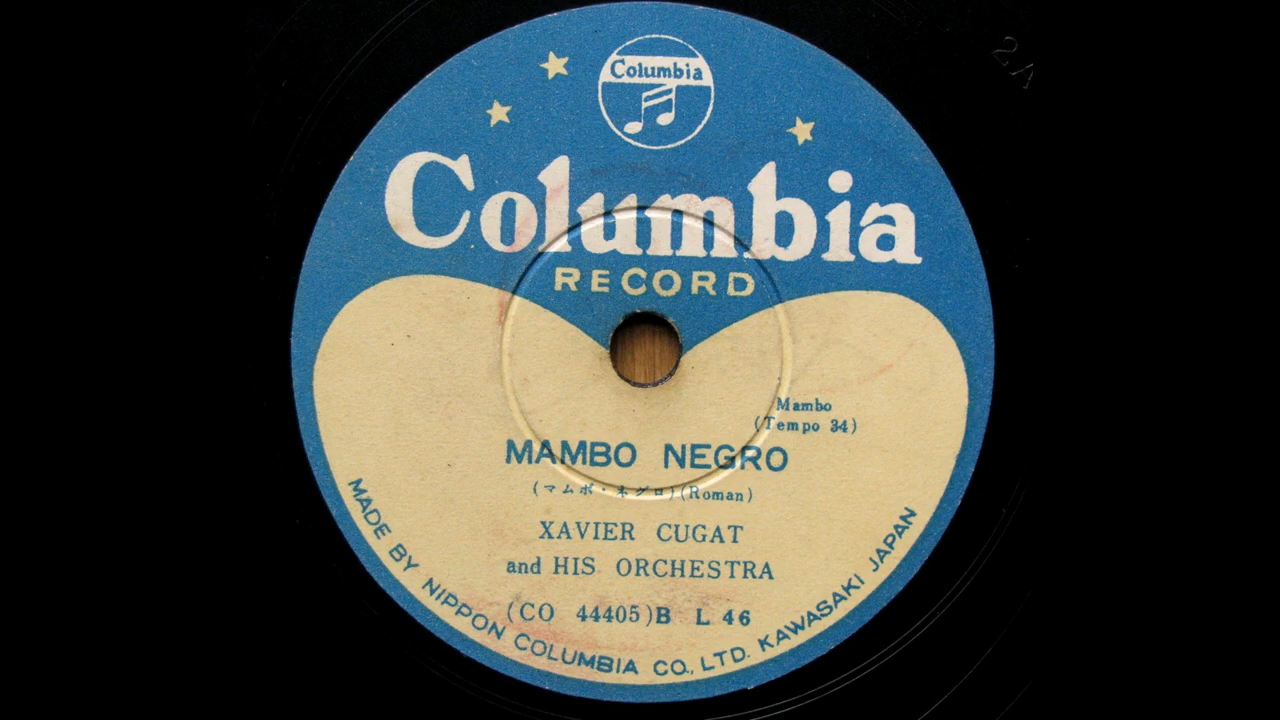 Columbia
Columbia
RECORD
Mambo
(Tempo 34)
MAMBO NEGRO
(マムボ・ネグロ)(Roman)
XAVIER CUGAT
and HIS ORCHESTRA
(CO 44405)B L 46
MADE BY NIPPON COLUMBIA CO., LTD. KAWASAKI JAPAN
2A